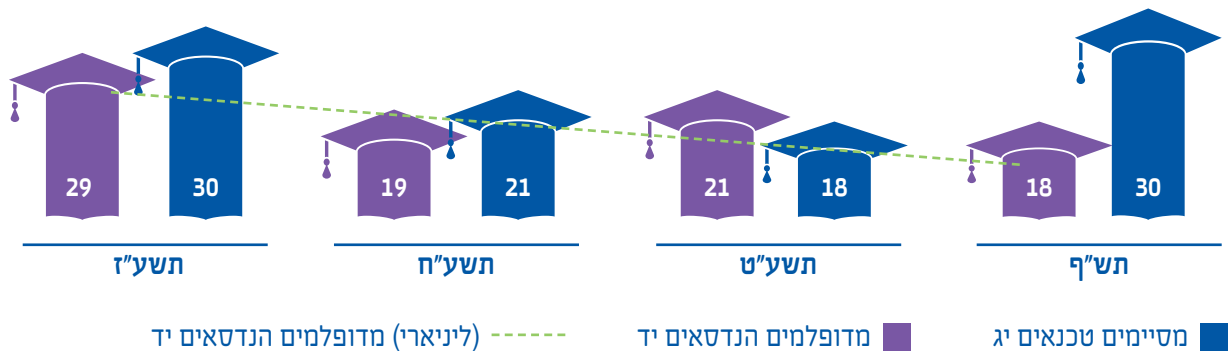 29 30 19 21 21 18 18 30
תשע"ז תשע"ח תשע"ט תש"ף
מסיימים טכנאים יג מדופלמים הנדסאים יד (ליניארי) מדופלמים הנדסאים יד